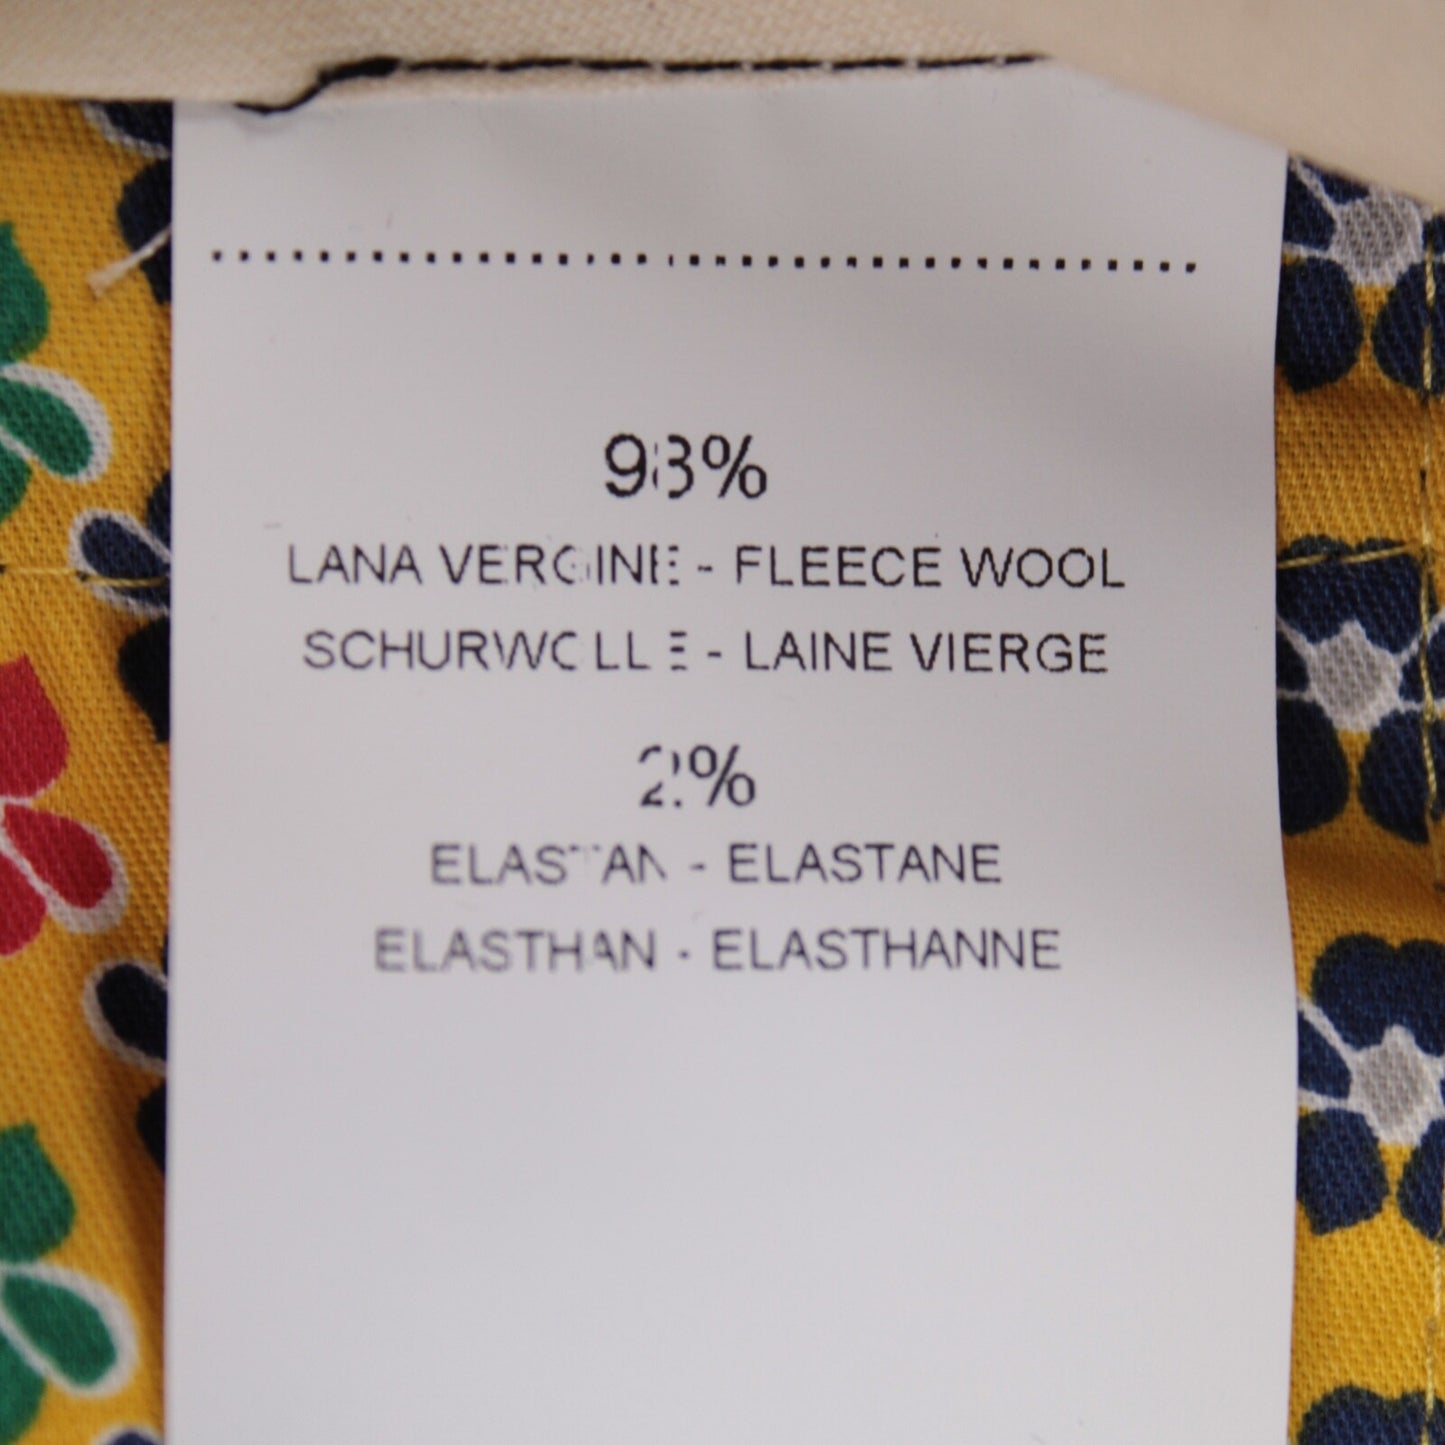 98%
LANA VERGINE - FLEECE WOOL
SCHURWOLLE - LAINE VIERGE
2%
ELASTAN - ELASTANE
ELASTHAN - ELASTHANNE